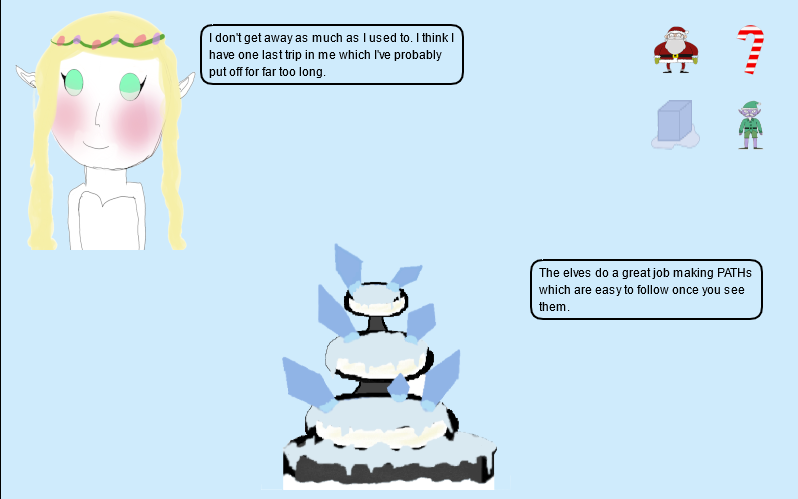 I don't get away as much as I used to. I think I
have one last trip in me which I've probably
put off for far too long.
The elves do a great job making PATHs
which are easy to follow once you see
them.